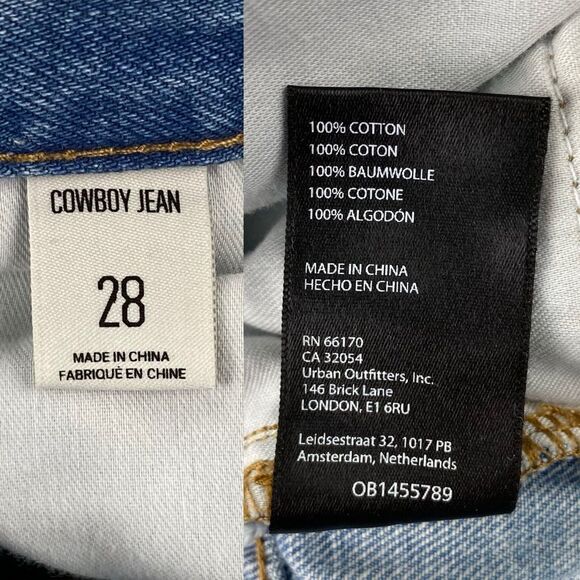 COWBOY JEAN
28
MADE IN CHINA
FABRIQUÉ EN CHINE
100% COTTON
100% COTON
100% BAUMWOLLE
100% COTONE
100% ALGODÓN
MADE IN CHINA
HECHO EN CHINA
RN 66170
CA 32054
Urban Outfitters, Inc.
146 Brick Lane
LONDON, E1 6RU
Leidsestraat 32, 1017 PB
Amsterdam, Netherlands
OB1455789